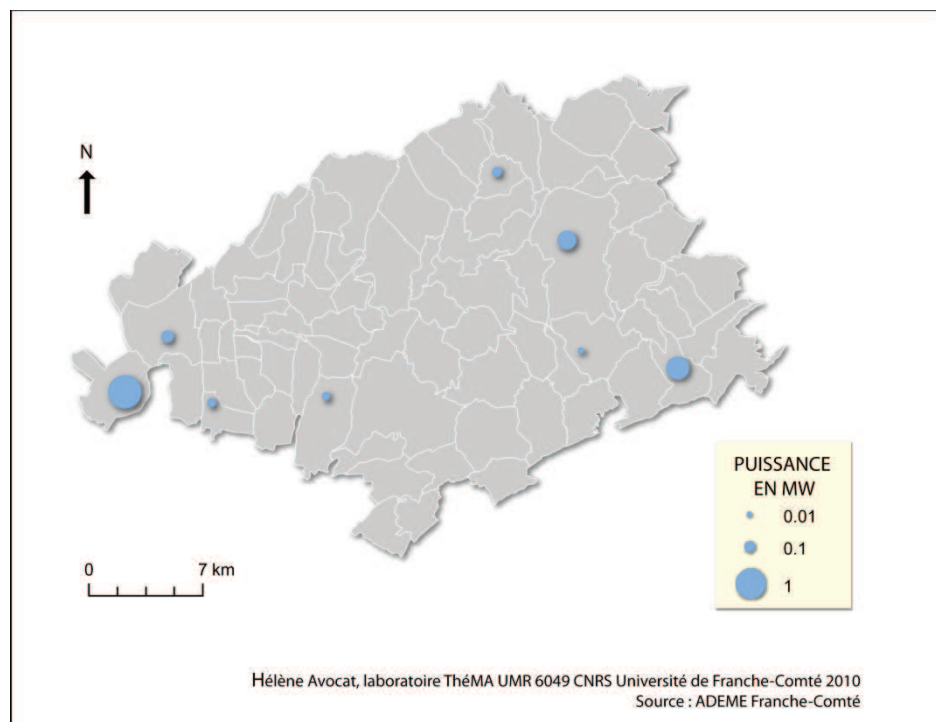 N
PUISSANCE
EN MW
0.01
0.1
1
0 7 km
Hélène Avocat, laboratoire ThéMA UMR 6049 CNRS Université de Franche-Comté 2010
Source : ADEME Franche-Comté